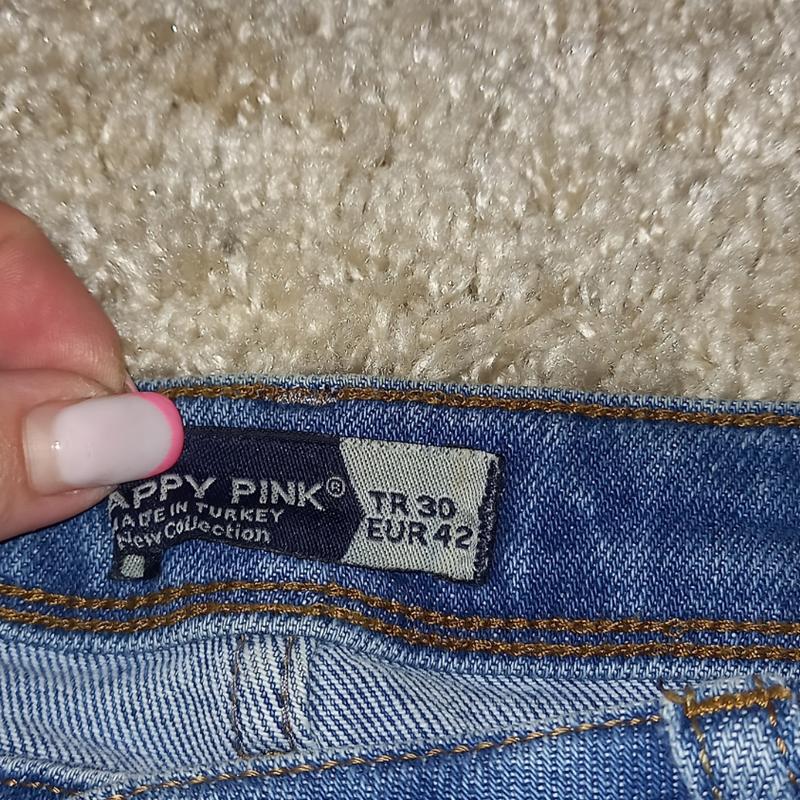 APPY PINK®
MADE IN TURKEY
New Collection
TR 30
EUR 42